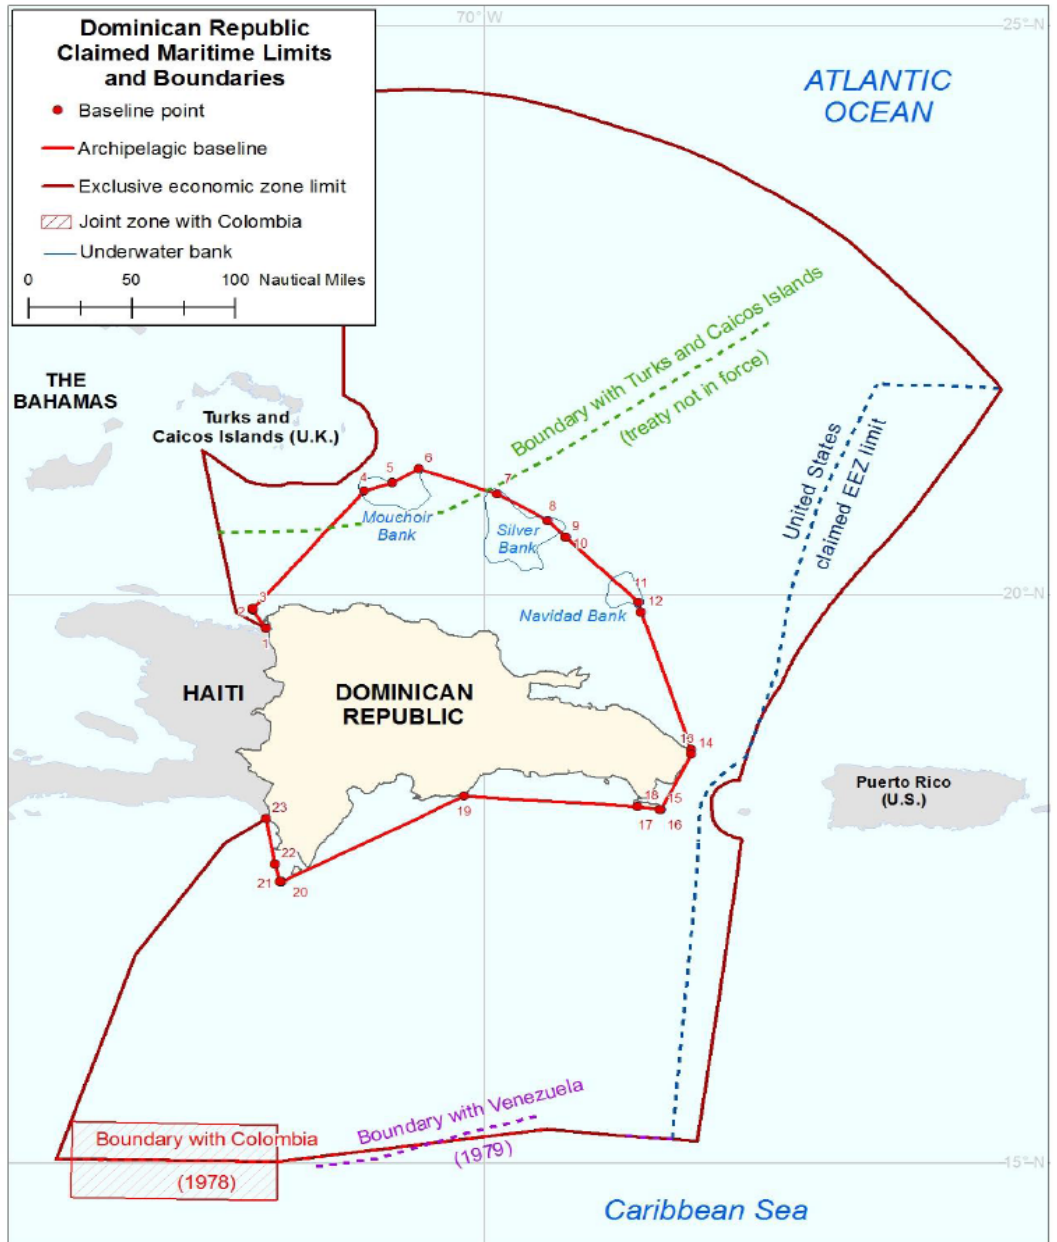 Dominican Republic
Claimed Maritime Limits
and Boundaries
Baseline point
Archipelagic baseline
Exclusive economic zone limit
Joint zone with Colombia
Underwater bank
0 50 100 Nautical Miles
70° W
25° N
ATLANTIC
OCEAN
THE
BAHAMAS
Turks and
Caicos Islands (U.K.)
Boundary with Turks and Caicos Islands
(treaty not in force)
United States
claimed EEZ limit
4
5
6
7
8
9
10
11
12
Mouchoir
Bank
Silver
Bank
Navidad Bank
20° N
3
2
1
HAITI
DOMINICAN
REPUBLIC
13
14
15
16
17
18
19
Puerto Rico
(U.S.)
23
22
21
20
Boundary with Colombia
(1978)
Boundary with Venezuela
(1979)
15° N
Caribbean Sea